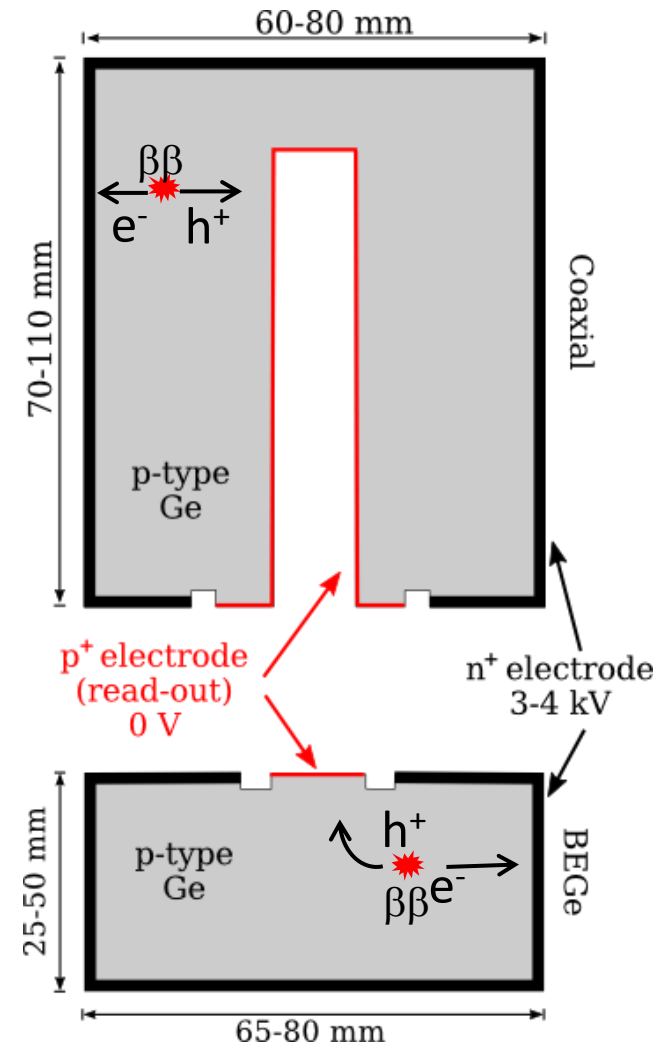 60-80 mm
70-110 mm
ββ
e⁻ h⁺
Coaxial
p-type
Ge
p⁺ electrode
(read-out)
0 V
n⁺ electrode
3-4 kV
25-50 mm
p-type
Ge
h⁺
ββ e⁻
BEGe
65-80 mm